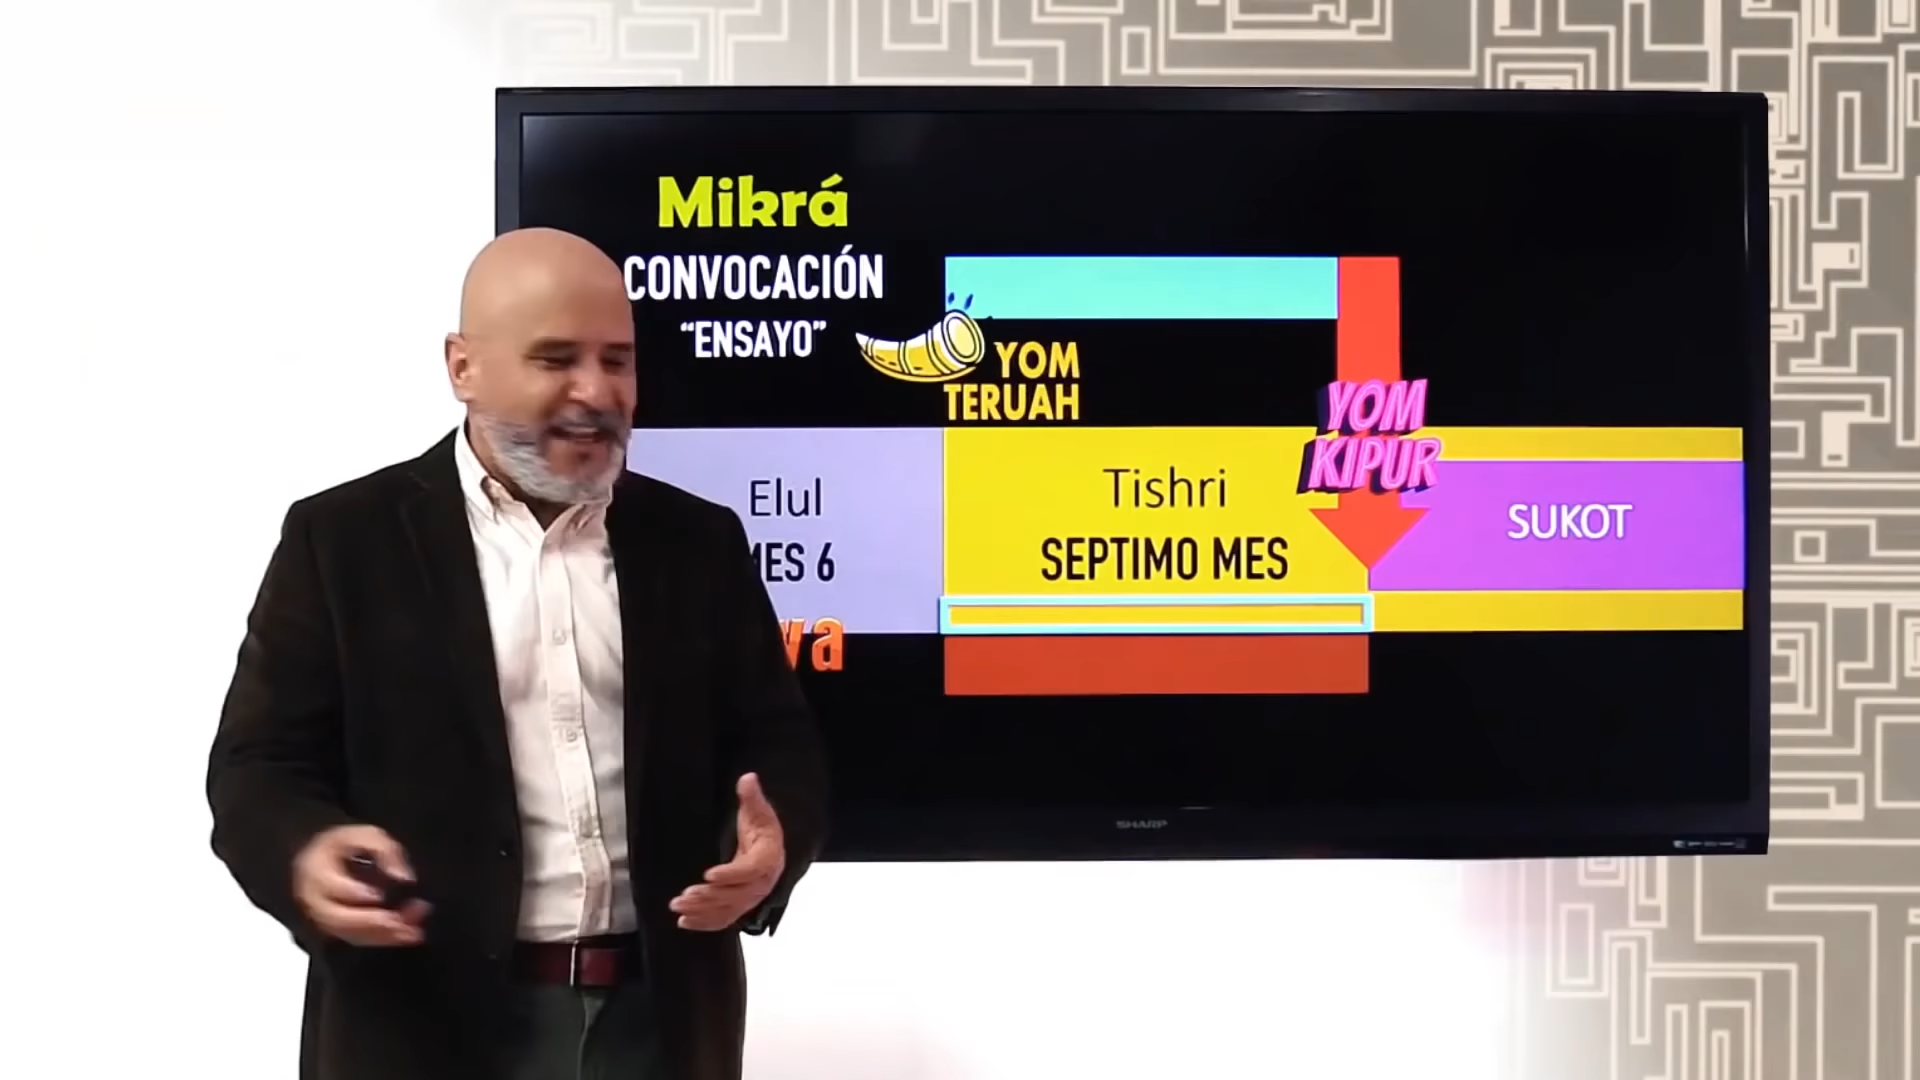 Mikrá
CONVOCACIÓN
“ENSAYO”
YOM
TERUAH
YOM
KIPUR
Elul
MES 6
Tishri
SEPTIMO MES
SUKOT
SHARP